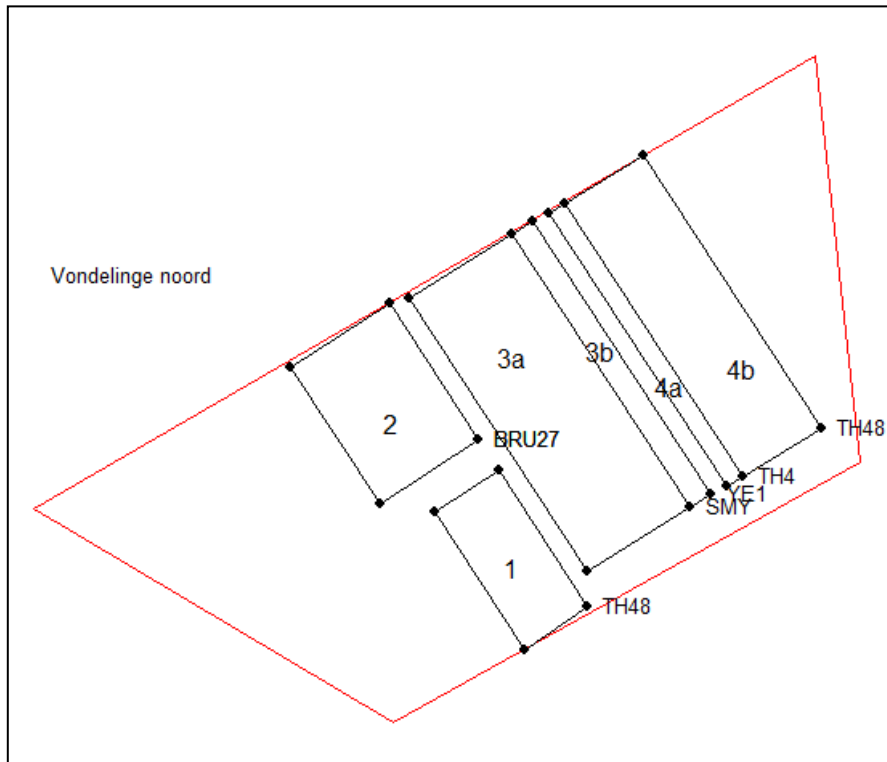 Vondelinge noord
3a
3b
4a
4b
2
BRU27
TH48
TH4
YE1
SMY
1
TH48